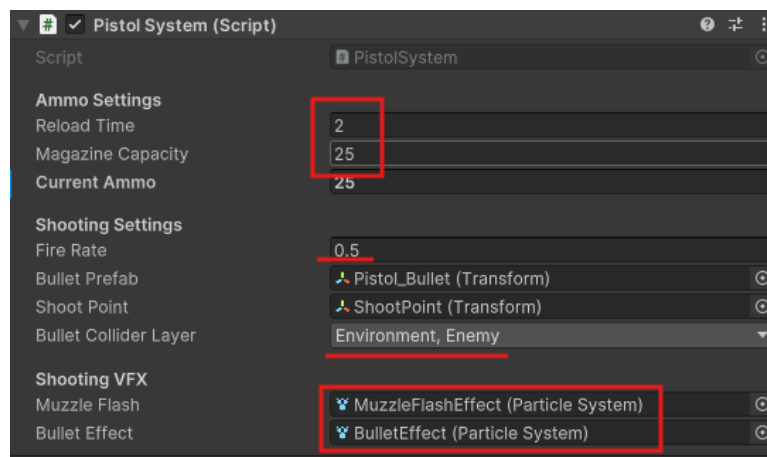 Pistol System (Script)
Script PistolSystem
Ammo Settings
Reload Time 2
Magazine Capacity 25
Current Ammo 25
Shooting Settings
Fire Rate 0.5
Bullet Prefab Pistol_Bullet (Transform)
Shoot Point ShootPoint (Transform)
Bullet Collider Layer Environment, Enemy
Shooting VFX
Muzzle Flash MuzzleFlashEffect (Particle System)
Bullet Effect BulletEffect (Particle System)